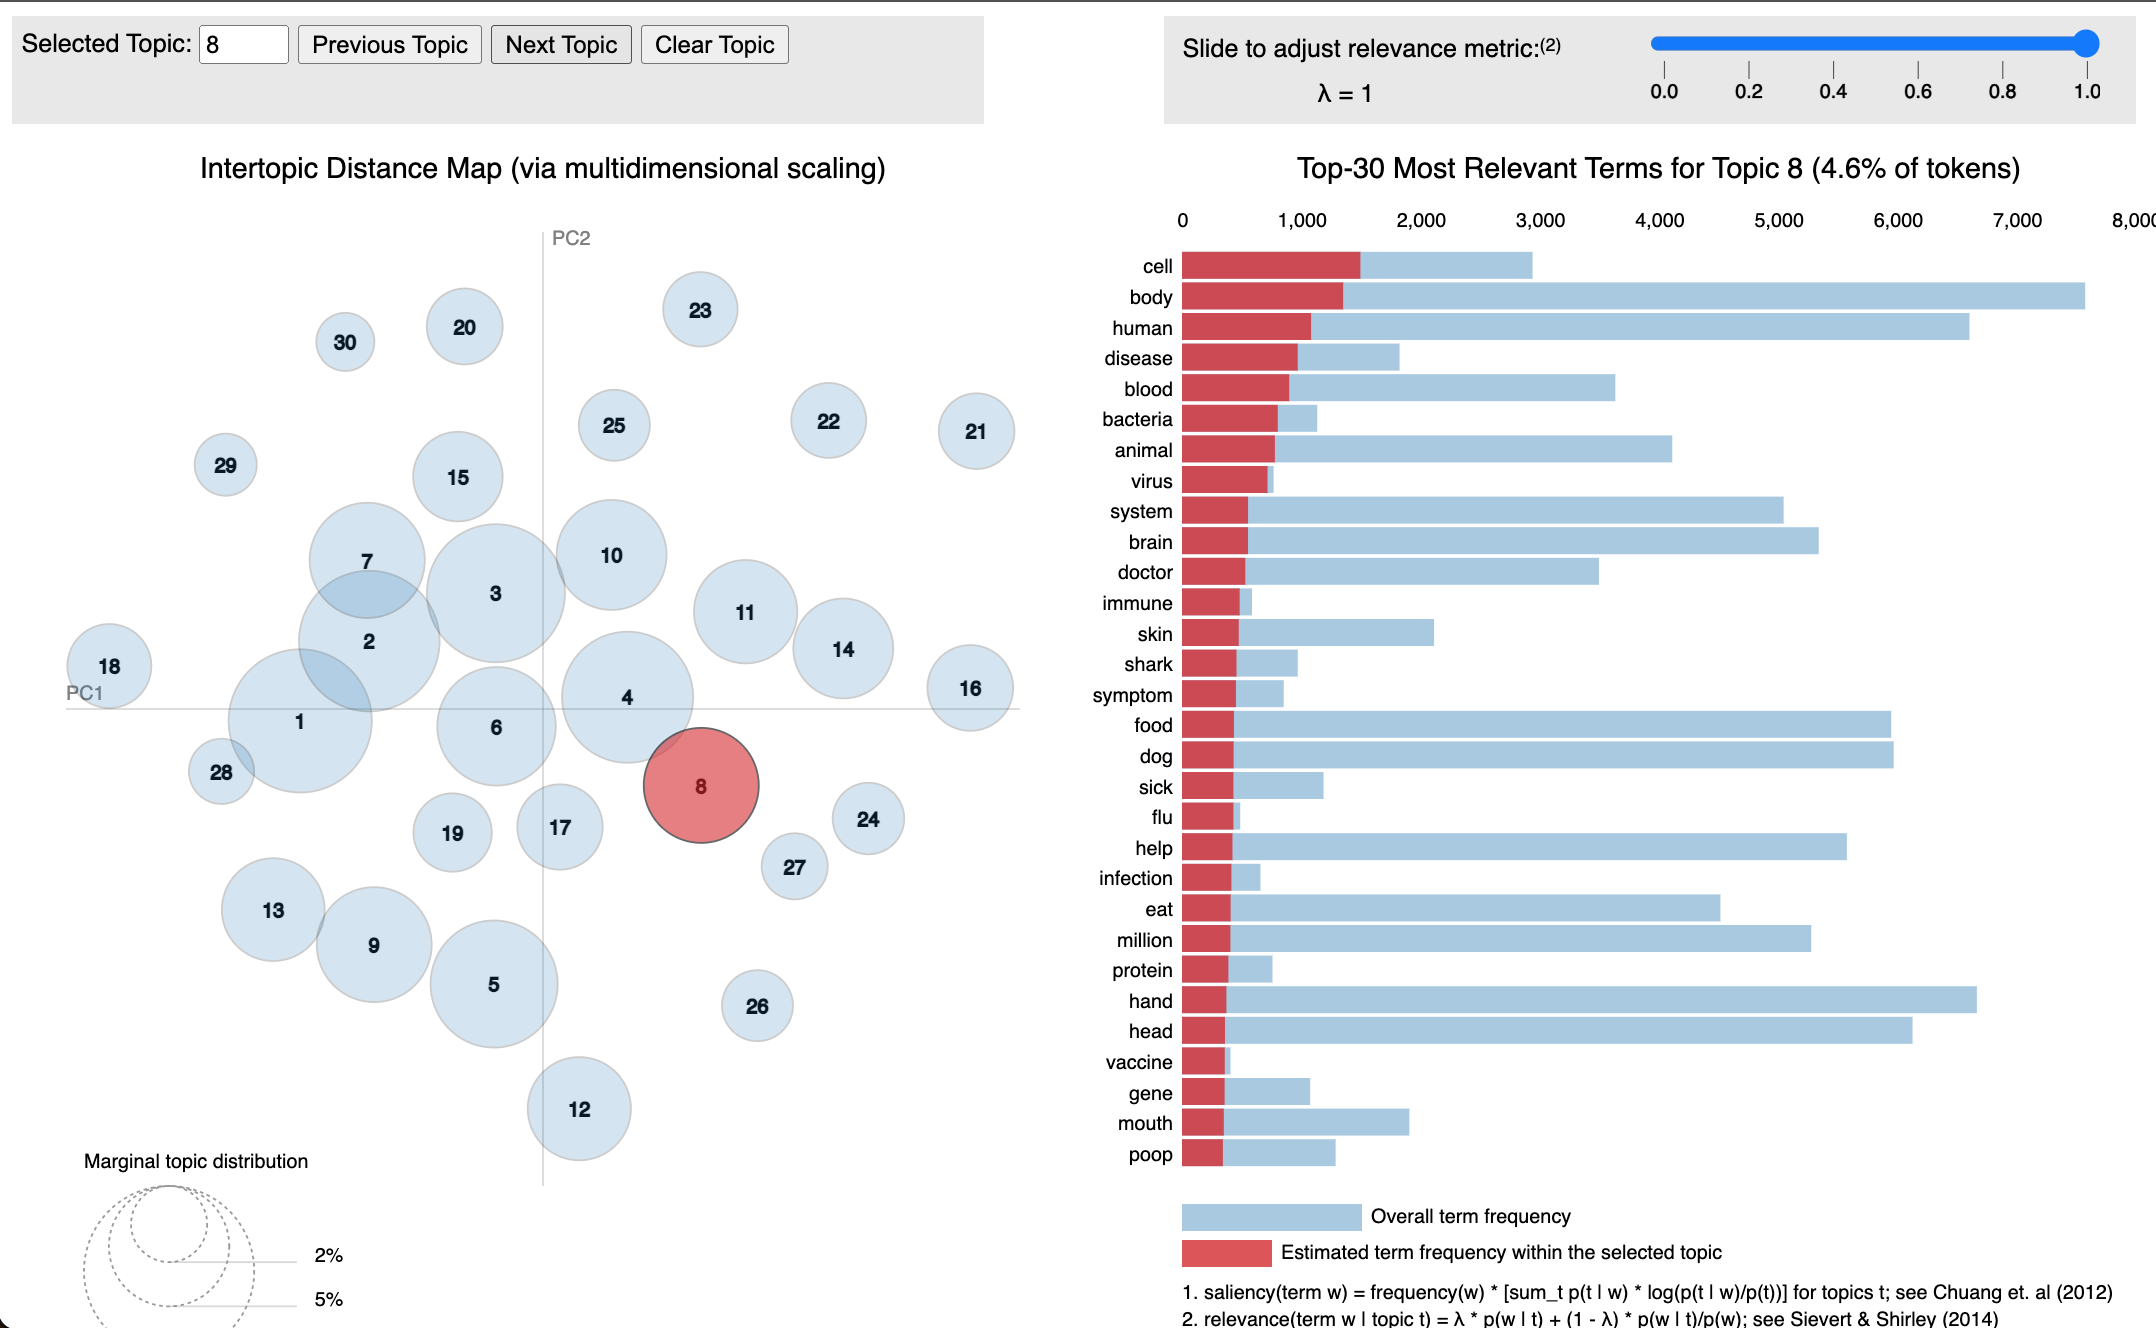 Selected Topic: 8 Previous Topic Next Topic Clear Topic
Slide to adjust relevance metric:(2)
λ = 1
0.0 0.2 0.4 0.6 0.8 1.0
Intertopic Distance Map (via multidimensional scaling)
PC2
23
20
30
25
22
21
29
15
7
10
3
11
2
14
18
16
PC1
4
1
6
28
8
24
19
17
27
13
9
5
26
12
Marginal topic distribution
2%
5%
Top-30 Most Relevant Terms for Topic 8 (4.6% of tokens)
0 1,000 2,000 3,000 4,000 5,000 6,000 7,000 8,000
cell
body
human
disease
blood
bacteria
animal
virus
system
brain
doctor
immune
skin
shark
symptom
food
dog
sick
flu
help
infection
eat
million
protein
hand
head
vaccine
gene
mouth
poop
Overall term frequency
Estimated term frequency within the selected topic
1. saliency(term w) = frequency(w) * [sum_t p(t | w) * log(p(t | w)/p(t))] for topics t; see Chuang et. al (2012)
2. relevance(term w | topic t) = λ * p(w | t) + (1 - λ) * p(w | t)/p(w); see Sievert & Shirley (2014)